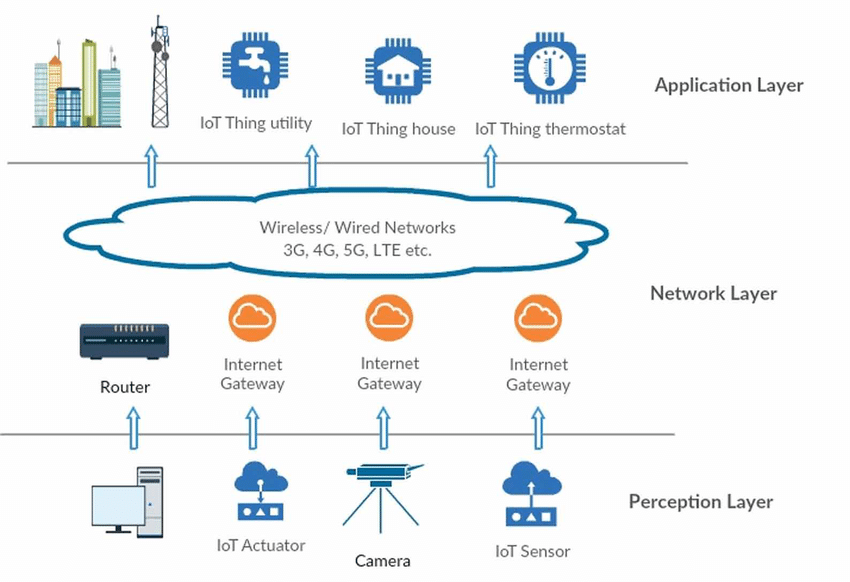 Application Layer
IoT Thing utility
IoT Thing house
IoT Thing thermostat
Wireless/ Wired Networks
3G, 4G, 5G, LTE etc.
Network Layer
Router
Internet
Gateway
Internet
Gateway
Internet
Gateway
Perception Layer
IoT Actuator
Camera
IoT Sensor